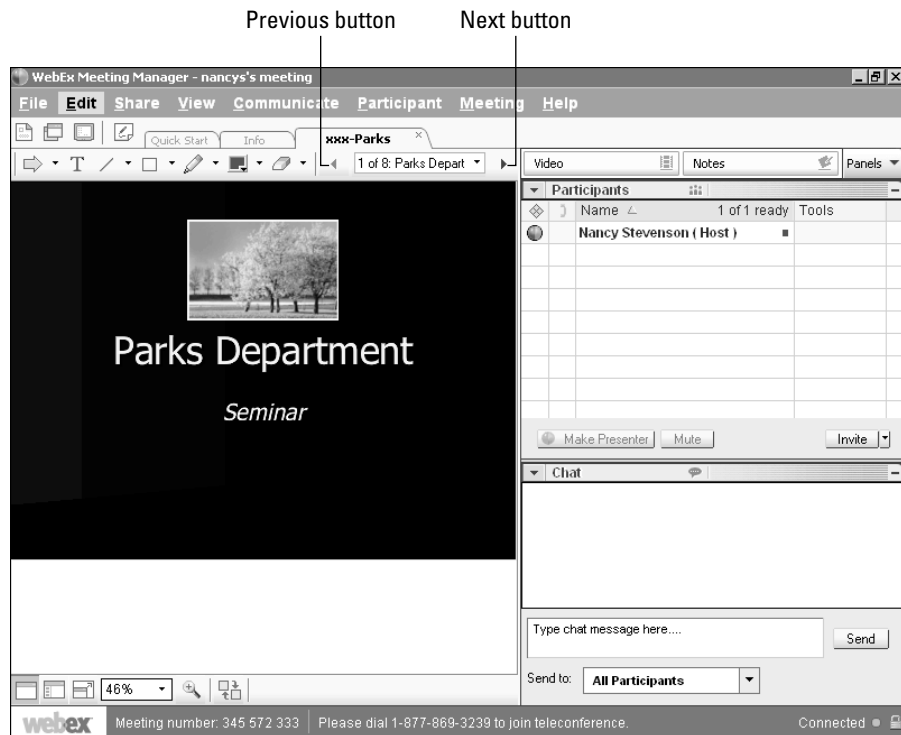 Previous button Next button
WebEx Meeting Manager - nancys's meeting
File Edit Share View Communicate Participant Meeting Help
Quick Start Info xxx-Parks
T 1 of 8: Parks Depart Video Notes Panels
Participants
Name 1 of 1 ready Tools
Nancy Stevenson ( Host )
Parks Department
Seminar
Make Presenter Mute Invite
Chat
Type chat message here.... Send
Send to: All Participants
46%
webex Meeting number: 345 572 333 Please dial 1-877-869-3239 to join teleconference. Connected